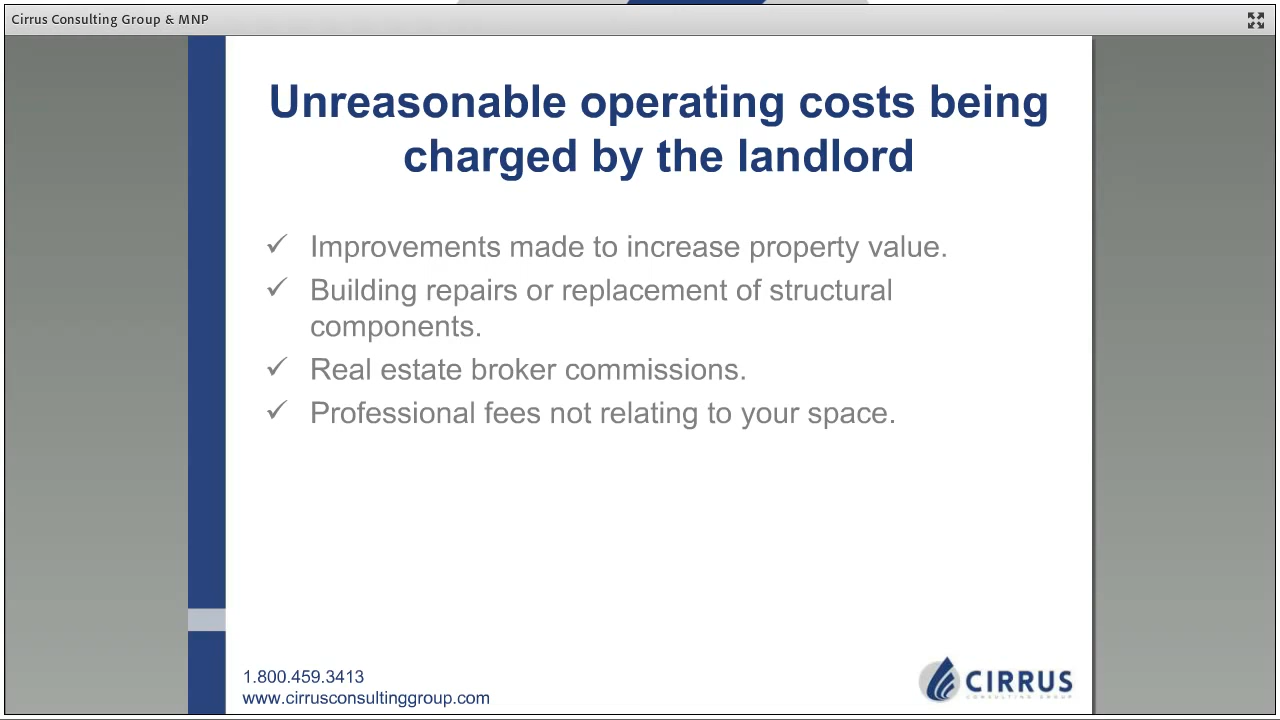 Cirrus Consulting Group & MNP
Unreasonable operating costs being
charged by the landlord
✓ Improvements made to increase property value.
✓ Building repairs or replacement of structural
components.
✓ Real estate broker commissions.
✓ Professional fees not relating to your space.
1.800.459.3413
www.cirrusconsultinggroup.com
CIRRUS
CONSULTING GROUP